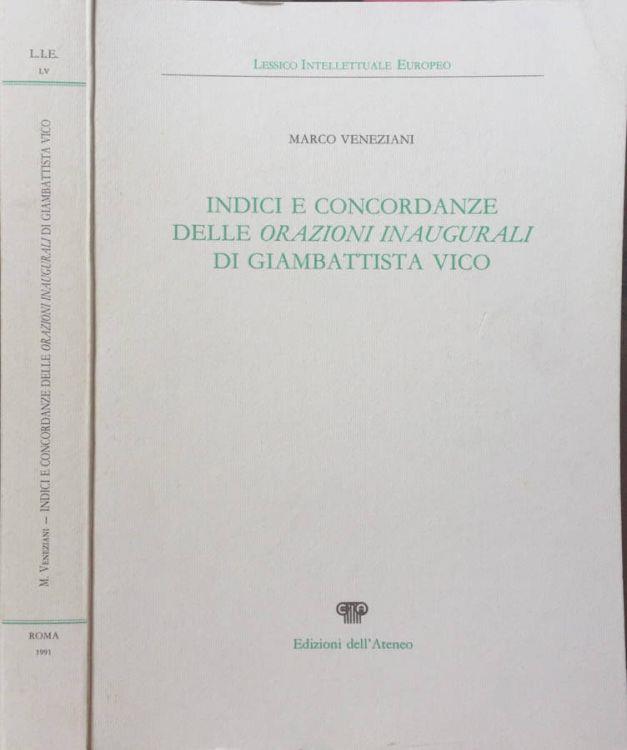 L.I.E.
LV
M. VENEZIANI — INDICI E CONCORDANZE DELLE ORAZIONI INAUGURALI DI GIAMBATTISTA VICO
ROMA
1991
LESSICO INTELLETTUALE EUROPEO
MARCO VENEZIANI
INDICI E CONCORDANZE
DELLE ORAZIONI INAUGURALI
DI GIAMBATTISTA VICO
Edizioni dell'Ateneo